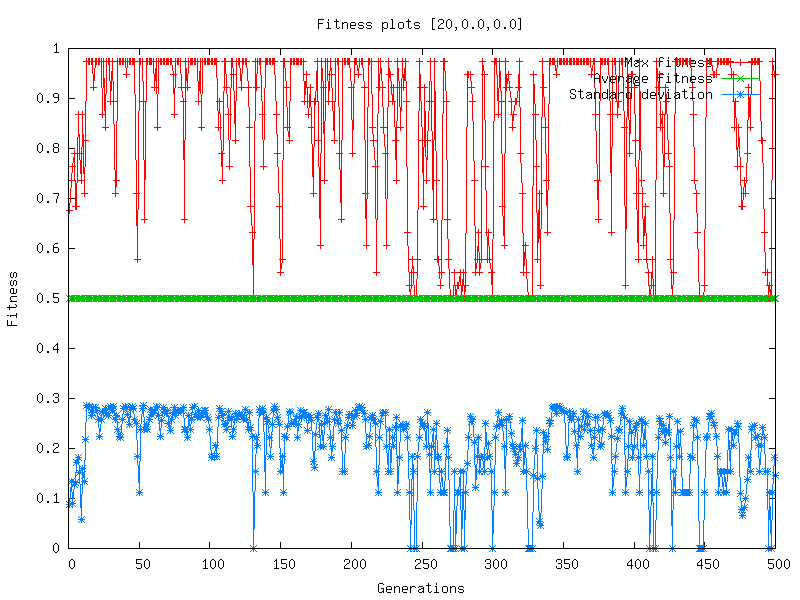 Fitness plots [20,0.0,0.0]
1
0.9
0.8
0.7
0.6
0.5
0.4
0.3
0.2
0.1
0
Fitness
Max fitness
Average fitness
Standard deviation
0 50 100 150 200 250 300 350 400 450 500
Generations